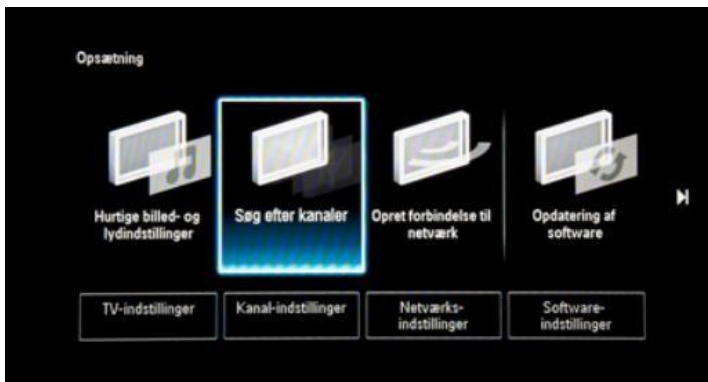 Opsætning
Hurtige billed- og
lydindstillinger
Søg efter kanaler
Opret forbindelse til
netværk
Opdatering af
software
TV-indstillinger
Kanal-indstillinger
Netværks-
indstillinger
Software-
indstillinger